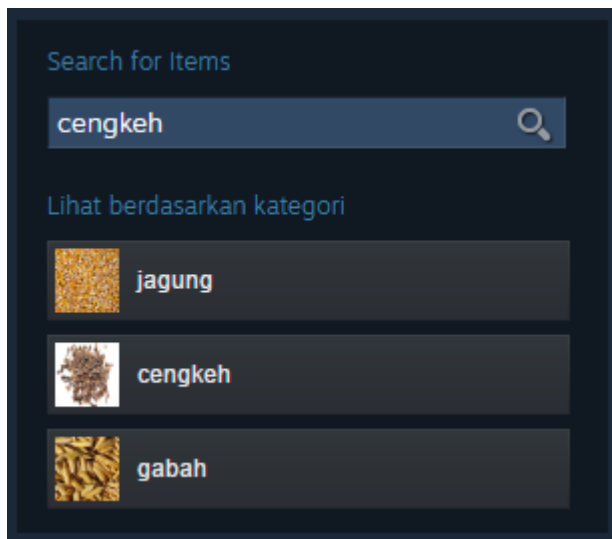 Search for Items
cengkeh
Lihat berdasarkan kategori
jagung
cengkeh
gabah